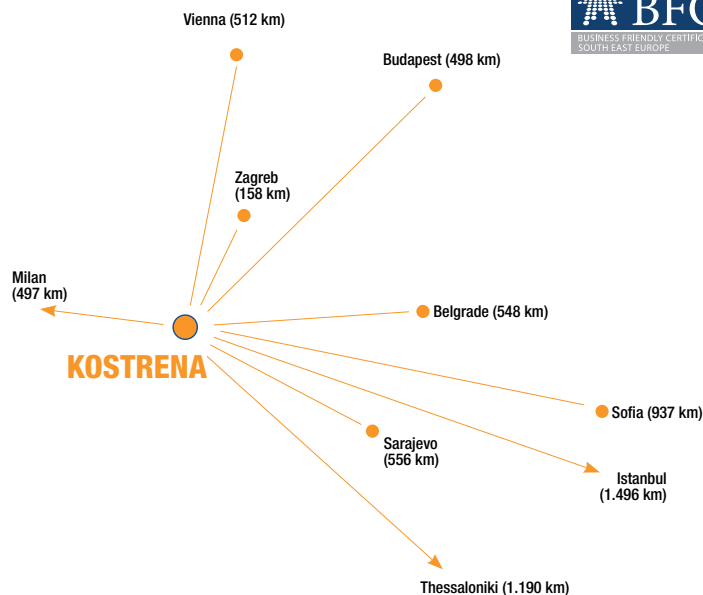 BFC
BUSINESS FRIENDLY CERTIFIC
SOUTH EAST EUROPE
Vienna (512 km)
Budapest (498 km)
Zagreb
(158 km)
Milan
(497 km)
Belgrade (548 km)
KOSTRENA
Sofia (937 km)
Sarajevo
(556 km)
Istanbul
(1.496 km)
Thessaloniki (1.190 km)